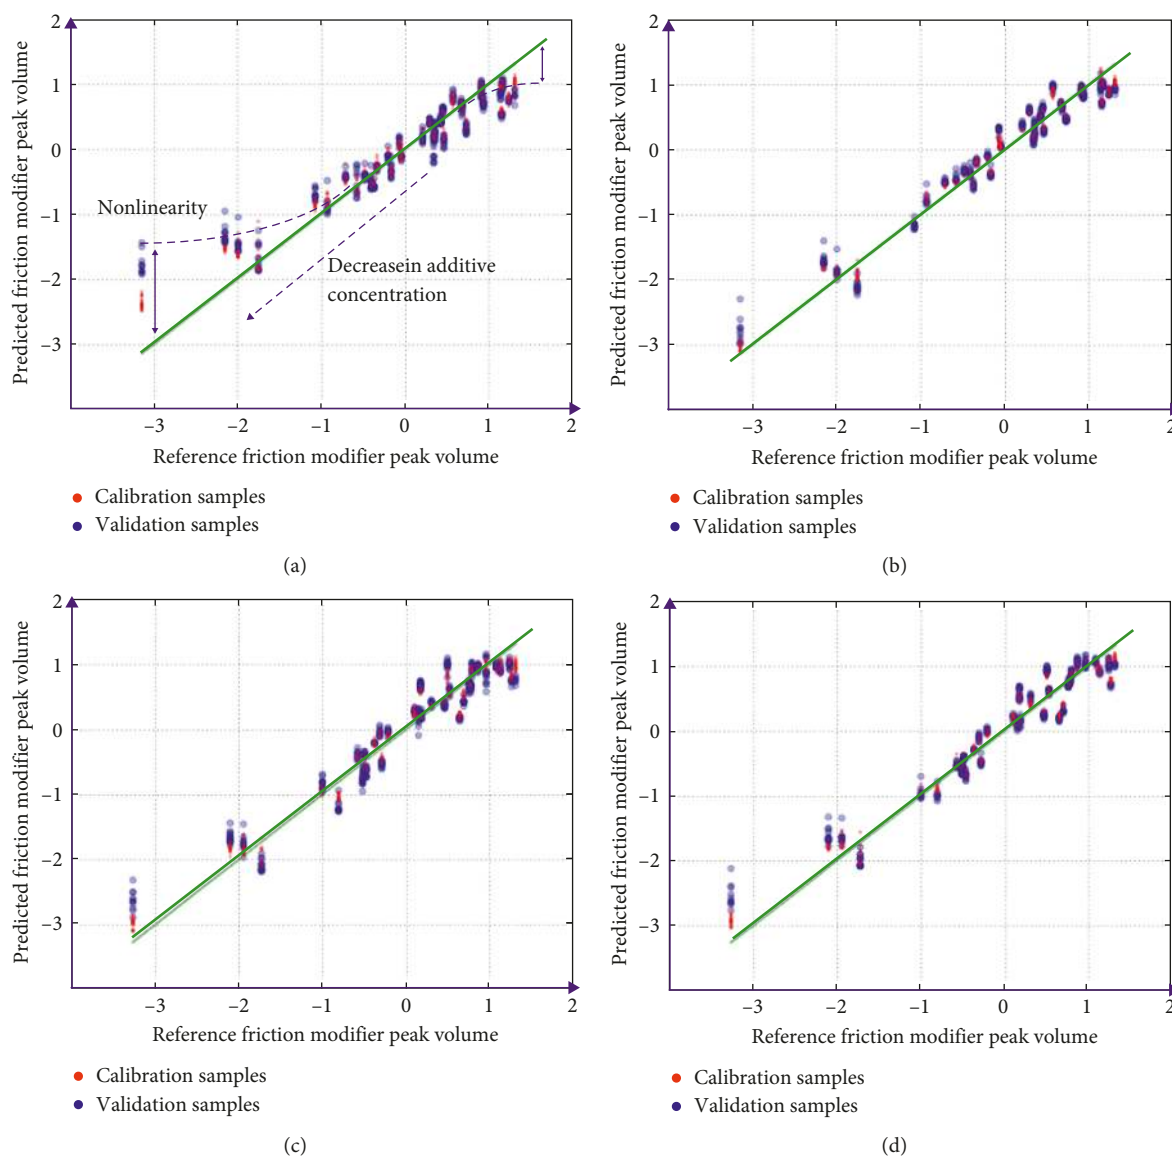 2
1
0
−1
−2
−3
Predicted friction modifier peak volume
Nonlinearity
Decreasein additive
concentration
−3 −2 −1 0 1 2
Reference friction modifier peak volume
Calibration samples
Validation samples
(a)
2
1
0
−1
−2
−3
Predicted friction modifier peak volume
−3 −2 −1 0 1 2
Reference friction modifier peak volume
Calibration samples
Validation samples
(b)
2
1
0
−1
−2
−3
Predicted friction modifier peak volume
−3 −2 −1 0 1 2
Reference friction modifier peak volume
Calibration samples
Validation samples
(c)
2
1
0
−1
−2
−3
Predicted friction modifier peak volume
−3 −2 −1 0 1 2
Reference friction modifier peak volume
Calibration samples
Validation samples
(d)